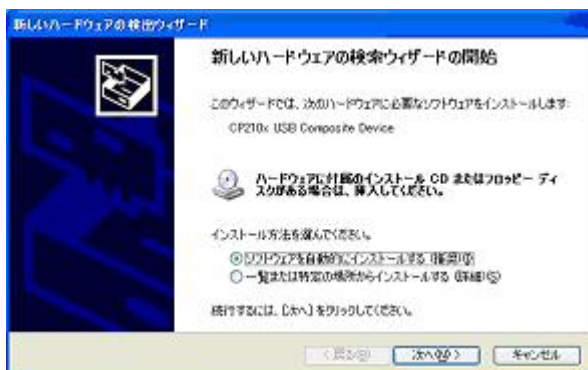 新しいハードウェアの検出ウィザード
新しいハードウェアの検索ウィザードの開始
このウィザードでは、次のハードウェアに必要なソフトウェアをインストールします:
CP210x USB Composite Device
ハードウェアに付属のインストール CD またはフロッピー ディ
スクがある場合は、挿入してください。
インストール方法を選んでください。
ソフトウェアを自動的にインストールする (推奨)(I)
一覧または特定の場所からインストールする (詳細)(S)
続行するには、[次へ] をクリックしてください。
< 戻る(B)
次へ(N) >
キャンセル